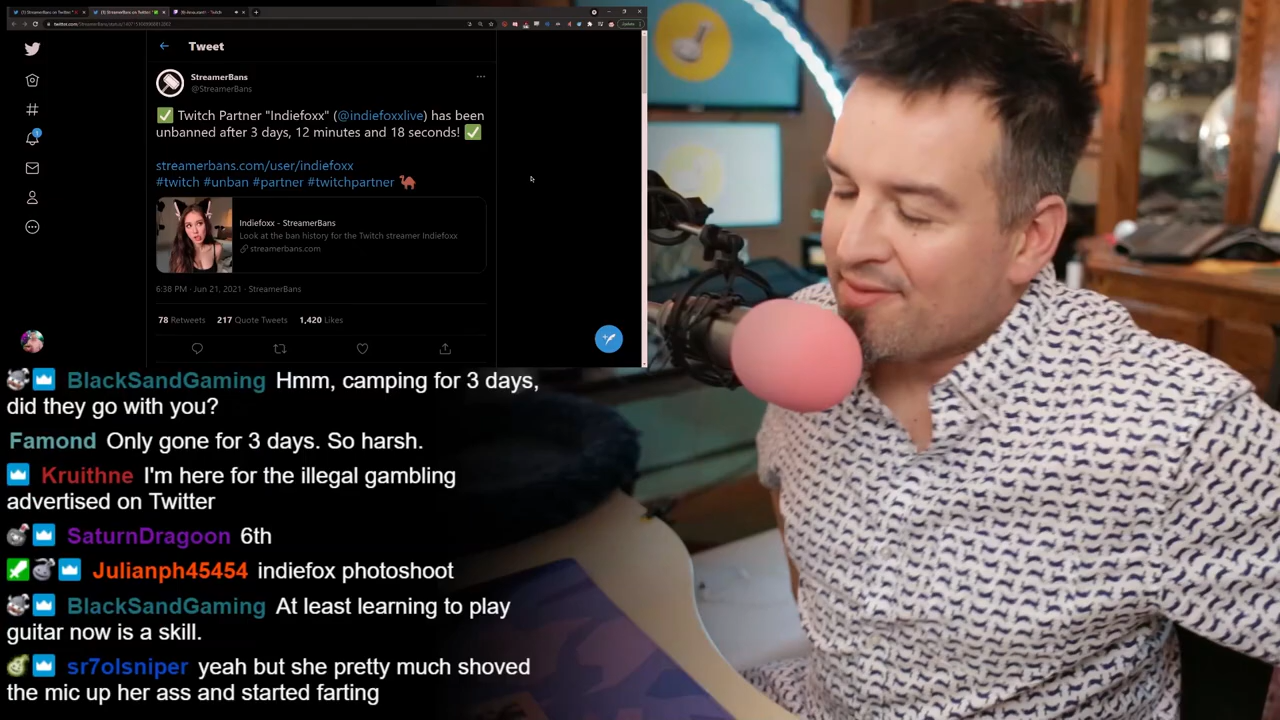 Tweet
StreamerBans
@StreamerBans
✅ Twitch Partner "Indiefoxx" (@indiefoxxlive) has been
unbanned after 3 days, 12 minutes and 18 seconds! ✅
streamerbans.com/user/indiefoxx
#twitch #unban #partner #twitchpartner 🐪
Indiefoxx - StreamerBans
Look at the ban history for the Twitch streamer Indiefoxx
streamerbans.com
6:38 PM · Jun 21, 2021 · StreamerBans
78 Retweets 217 Quote Tweets 1,420 Likes
BlackSandGaming Hmm, camping for 3 days,
did they go with you?
Famond Only gone for 3 days. So harsh.
Kruithne I'm here for the illegal gambling
advertised on Twitter
SaturnDragoon 6th
Julianph45454 indiefox photoshoot
BlackSandGaming At least learning to play
guitar now is a skill.
sr7olsniper yeah but she pretty much shoved
the mic up her ass and started farting